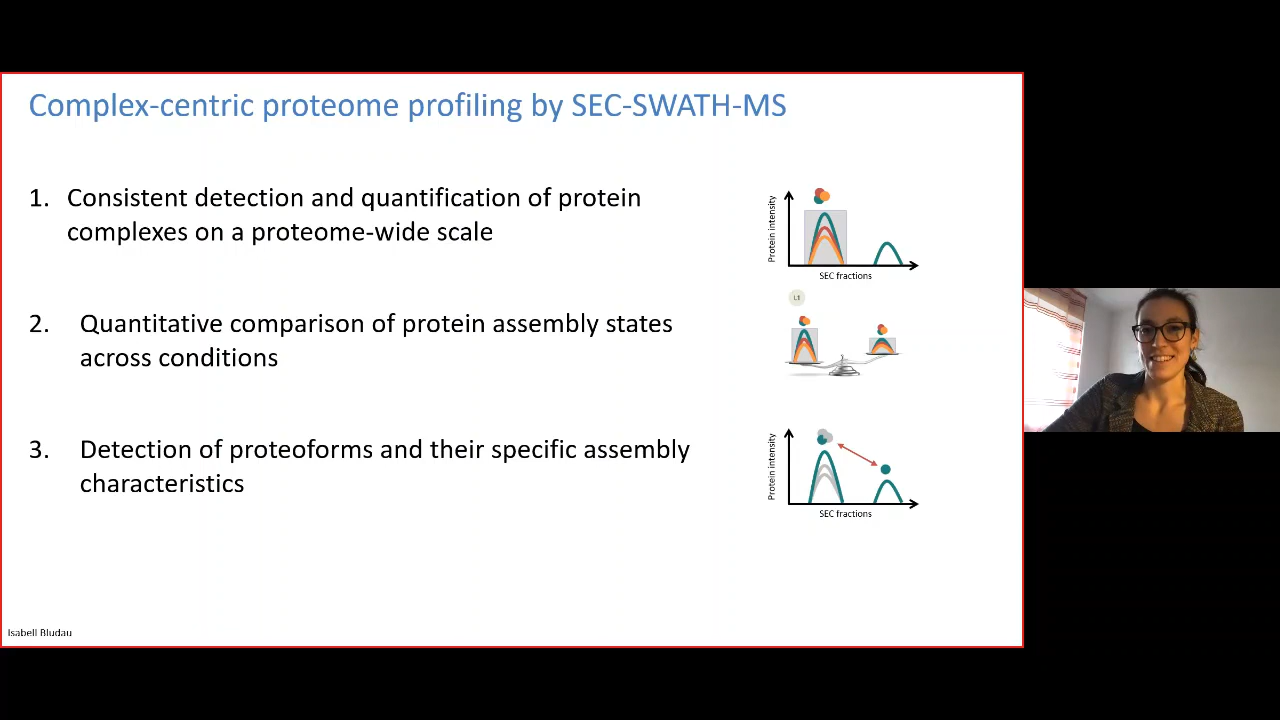 Complex-centric proteome profiling by SEC-SWATH-MS
1. Consistent detection and quantification of protein
complexes on a proteome-wide scale
Protein intensity
SEC fractions
L1
2. Quantitative comparison of protein assembly states
across conditions
3. Detection of proteoforms and their specific assembly
characteristics
Protein intensity
SEC fractions
Isabell Bludau